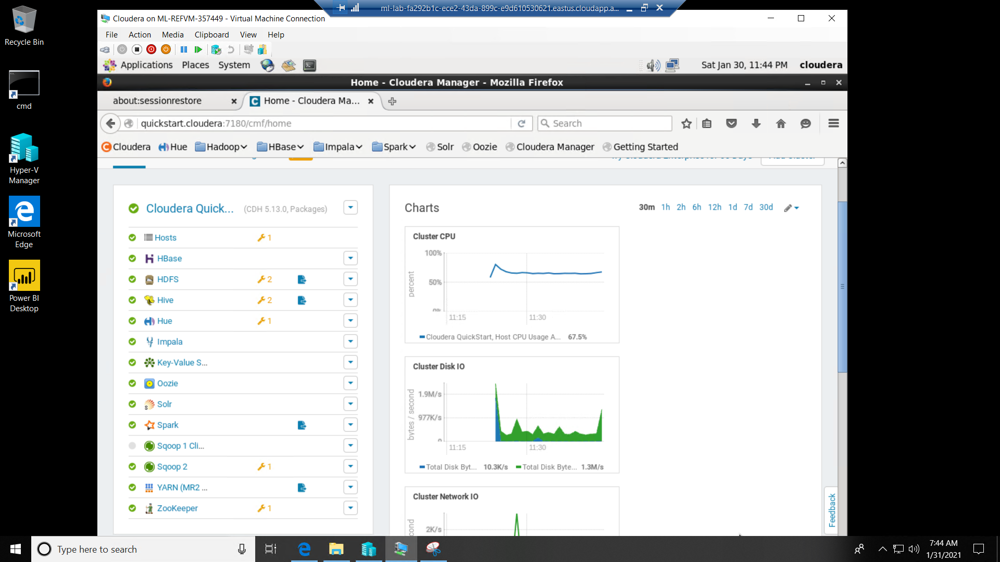 ml-lab-fa292b1c-ece2-43da-899c-e9d610530621.eastus.cloudapp.a...
Recycle Bin
cmd
Hyper-V
Manager
Microsoft
Edge
Power BI
Desktop
Cloudera on ML-REFVM-357449 - Virtual Machine Connection
File Action Media Clipboard View Help
Applications Places System
Sat Jan 30, 11:44 PM cloudera
Home - Cloudera Manager - Mozilla Firefox
about:sessionrestore
Home - Cloudera Ma...
quickstart.cloudera:7180/cmf/home
Search
Cloudera Hue Hadoop HBase Impala Spark Solr Oozie Cloudera Manager Getting Started
Cloudera Quick... (CDH 5.13.0, Packages)
Hosts 1
HBase
HDFS 2
Hive 2
Hue 1
Impala
Key-Value S...
Oozie
Solr
Spark
Sqoop 1 Cli...
Sqoop 2 1
YARN (MR2 ...
ZooKeeper 1
Charts
30m 1h 2h 6h 12h 1d 7d 30d
Cluster CPU
percent
100%
50%
0%
11:15 11:30
Cloudera QuickStart, Host CPU Usage A... 67.5%
Cluster Disk IO
bytes / second
1.9M/s
977K/s
0
11:15 11:30
Total Disk Byt... 10.3K/s Total Disk Byte... 1.3M/s
Cluster Network IO
2K/s
Feedback
Type here to search
7:44 AM
1/31/2021